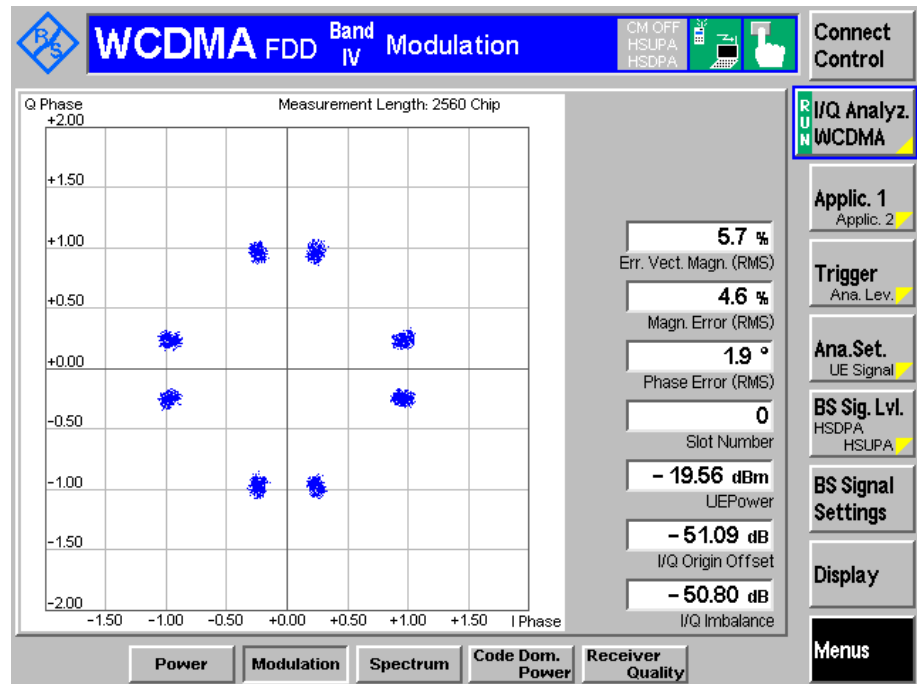 R/S WCDMA FDD Band IV Modulation
CM OFF
HSUPA
HSDPA
Connect
Control
Q Phase
Measurement Length: 2560 Chip
+2.00
+1.50
+1.00
+0.50
+0.00
-0.50
-1.00
-1.50
-2.00
-1.50 -1.00 -0.50 +0.00 +0.50 +1.00 +1.50 I Phase
5.7 %
Err. Vect. Magn. (RMS)
4.6 %
Magn. Error (RMS)
1.9 °
Phase Error (RMS)
0
Slot Number
- 19.56 dBm
UEPower
- 51.09 dB
I/Q Origin Offset
- 50.80 dB
I/Q Imbalance
RUN
I/Q Analyz.
WCDMA
Applic. 1
Applic. 2
Trigger
Ana. Lev.
Ana.Set.
UE Signal
BS Sig. Lvl.
HSDPA
HSUPA
BS Signal
Settings
Display
Menus
Power
Modulation
Spectrum
Code Dom.
Power
Receiver
Quality